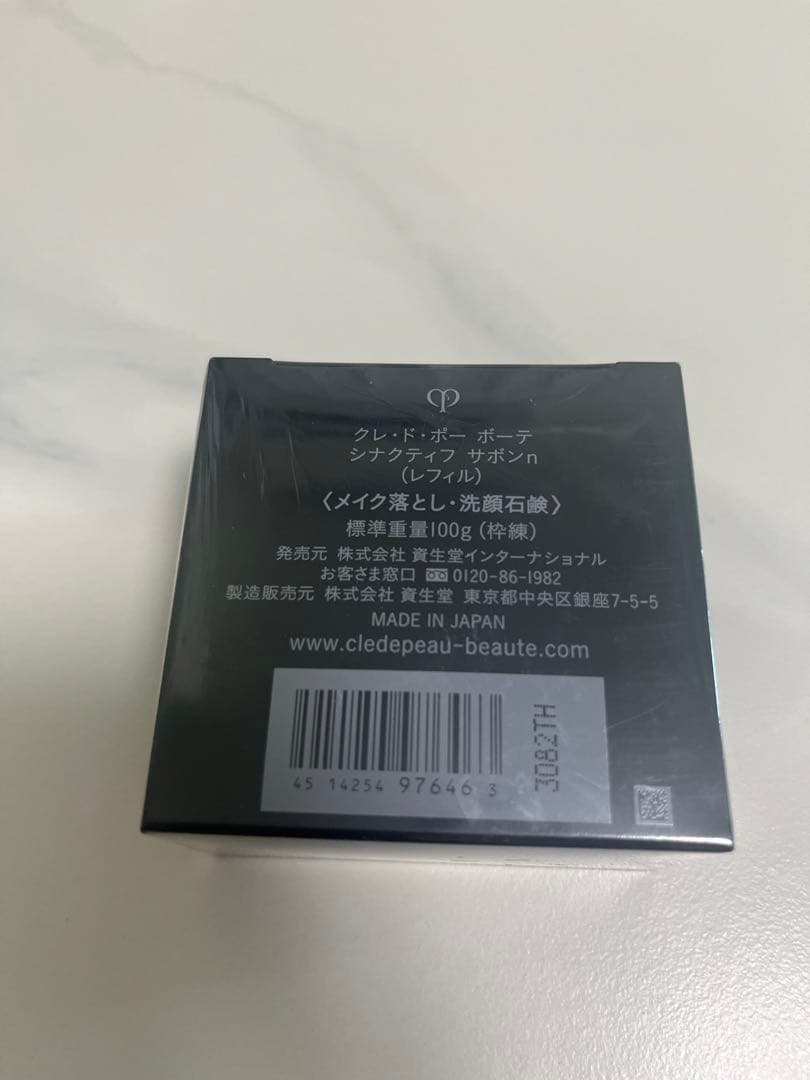 クレ・ド・ポー ボーテ
シナクティフ サボンn
(レフィル)
〈メイク落とし・洗顔石鹸〉
標準重量100g (枠練)
発売元 株式会社 資生堂インターナショナル
お客さま窓口 0120-86-1982
製造販売元 株式会社 資生堂 東京都中央区銀座7-5-5
MADE IN JAPAN
www.cledepeau-beaute.com
4514254976463
3082TH